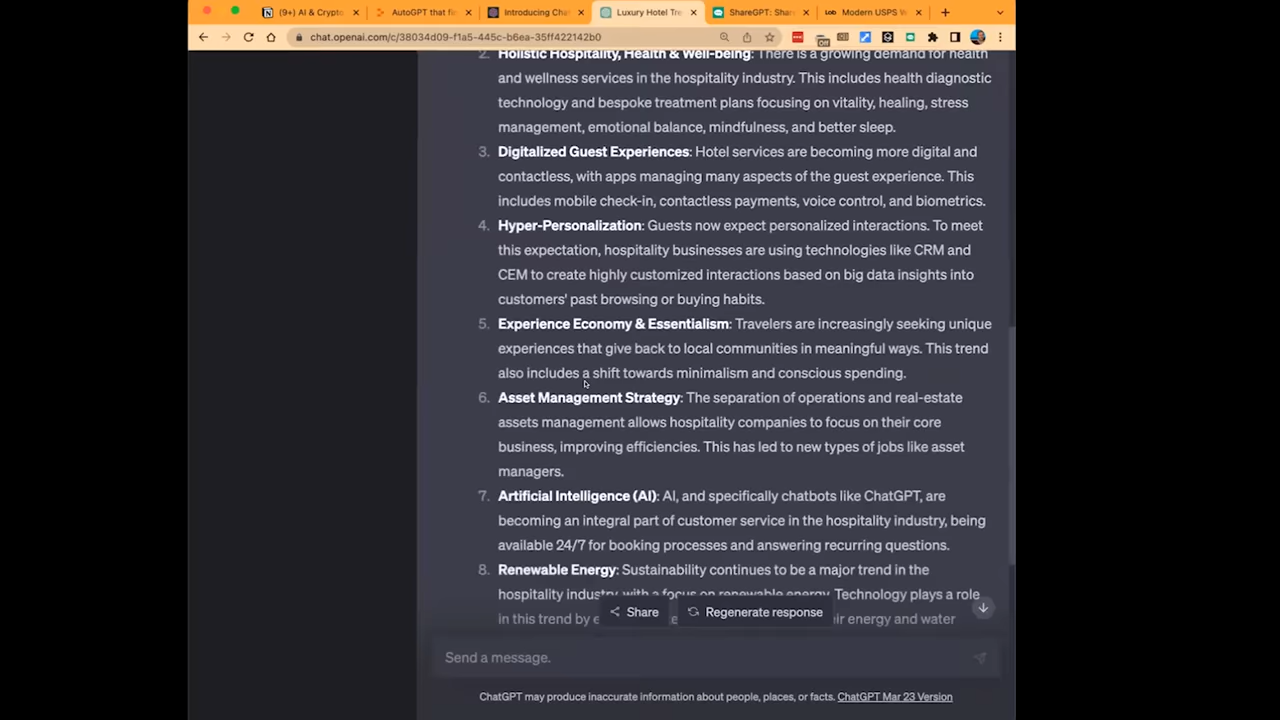 (9+) AI & Crypto
AutoGPT that fi
Introducing Cha
Luxury Hotel Tre
ShareGPT: Shar
Lob
Modern USPS W
chat.openai.com/c/38034d09-f1a5-445c-b6ea-35ff422142b0
Off
2. Holistic Hospitality, Health & Well-being: There is a growing demand for health
and wellness services in the hospitality industry. This includes health diagnostic
technology and bespoke treatment plans focusing on vitality, healing, stress
management, emotional balance, mindfulness, and better sleep.
3. Digitalized Guest Experiences: Hotel services are becoming more digital and
contactless, with apps managing many aspects of the guest experience. This
includes mobile check-in, contactless payments, voice control, and biometrics.
4. Hyper-Personalization: Guests now expect personalized interactions. To meet
this expectation, hospitality businesses are using technologies like CRM and
CEM to create highly customized interactions based on big data insights into
customers' past browsing or buying habits.
5. Experience Economy & Essentialism: Travelers are increasingly seeking unique
experiences that give back to local communities in meaningful ways. This trend
also includes a shift towards minimalism and conscious spending.
6. Asset Management Strategy: The separation of operations and real-estate
assets management allows hospitality companies to focus on their core
business, improving efficiencies. This has led to new types of jobs like asset
managers.
7. Artificial Intelligence (AI): AI, and specifically chatbots like ChatGPT, are
becoming an integral part of customer service in the hospitality industry, being
available 24/7 for booking processes and answering recurring questions.
8. Renewable Energy: Sustainability continues to be a major trend in the
hospitality industry, with a focus on renewable energy. Technology plays a role
in this trend by e
eir energy and water
Share
Regenerate response
Send a message.
ChatGPT may produce inaccurate information about people, places, or facts. ChatGPT Mar 23 Version